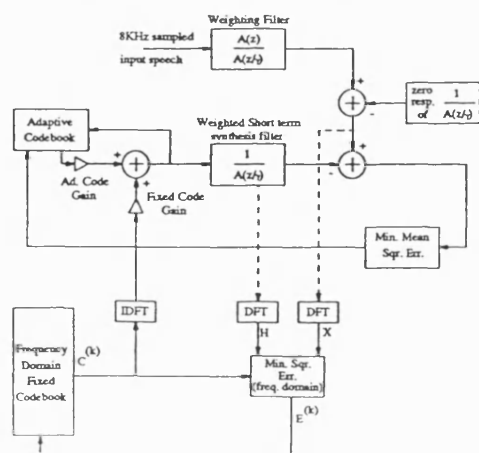 Weighting Filter
8KHz sampled
input speech
A(z)
A(z/γ)
+
-
zero
resp.
of
1
A(z/γ)
Adaptive
Codebook
Weighted Short term
synthesis filter
1
A(z/γ)
+
+
+
-
Ad. Code
Gain
Fixed Code
Gain
Min. Mean
Sqr. Err.
IDFT
DFT
DFT
H
X
Frequency
Domain
Fixed
Codebook
C(k)
Min. Sqr.
Err.
(freq. domain)
E(k)